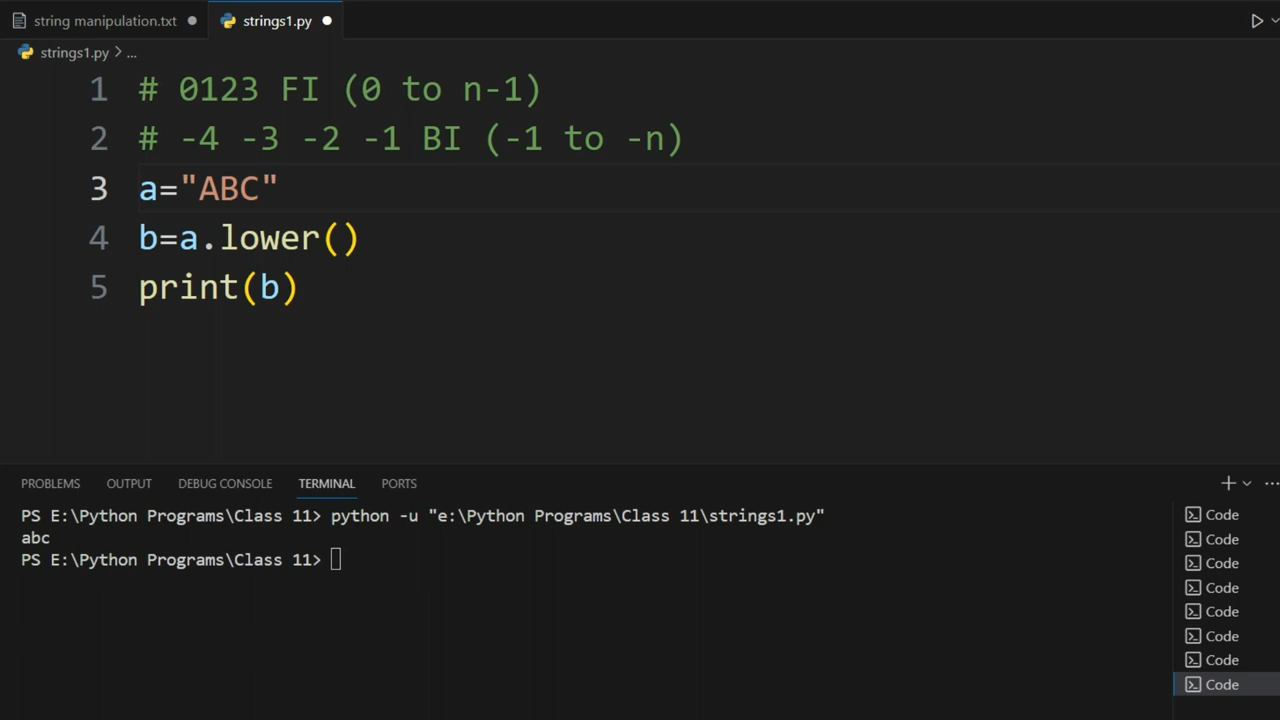 string manipulation.txt
strings1.py
strings1.py > ...
1 # 0123 FI (0 to n-1)
2 # -4 -3 -2 -1 BI (-1 to -n)
3 a="ABC"
4 b=a.lower()
5 print(b)
PROBLEMS OUTPUT DEBUG CONSOLE TERMINAL PORTS
PS E:\Python Programs\Class 11> python -u "e:\Python Programs\Class 11\strings1.py"
abc
PS E:\Python Programs\Class 11>
Code
Code
Code
Code
Code
Code
Code
Code